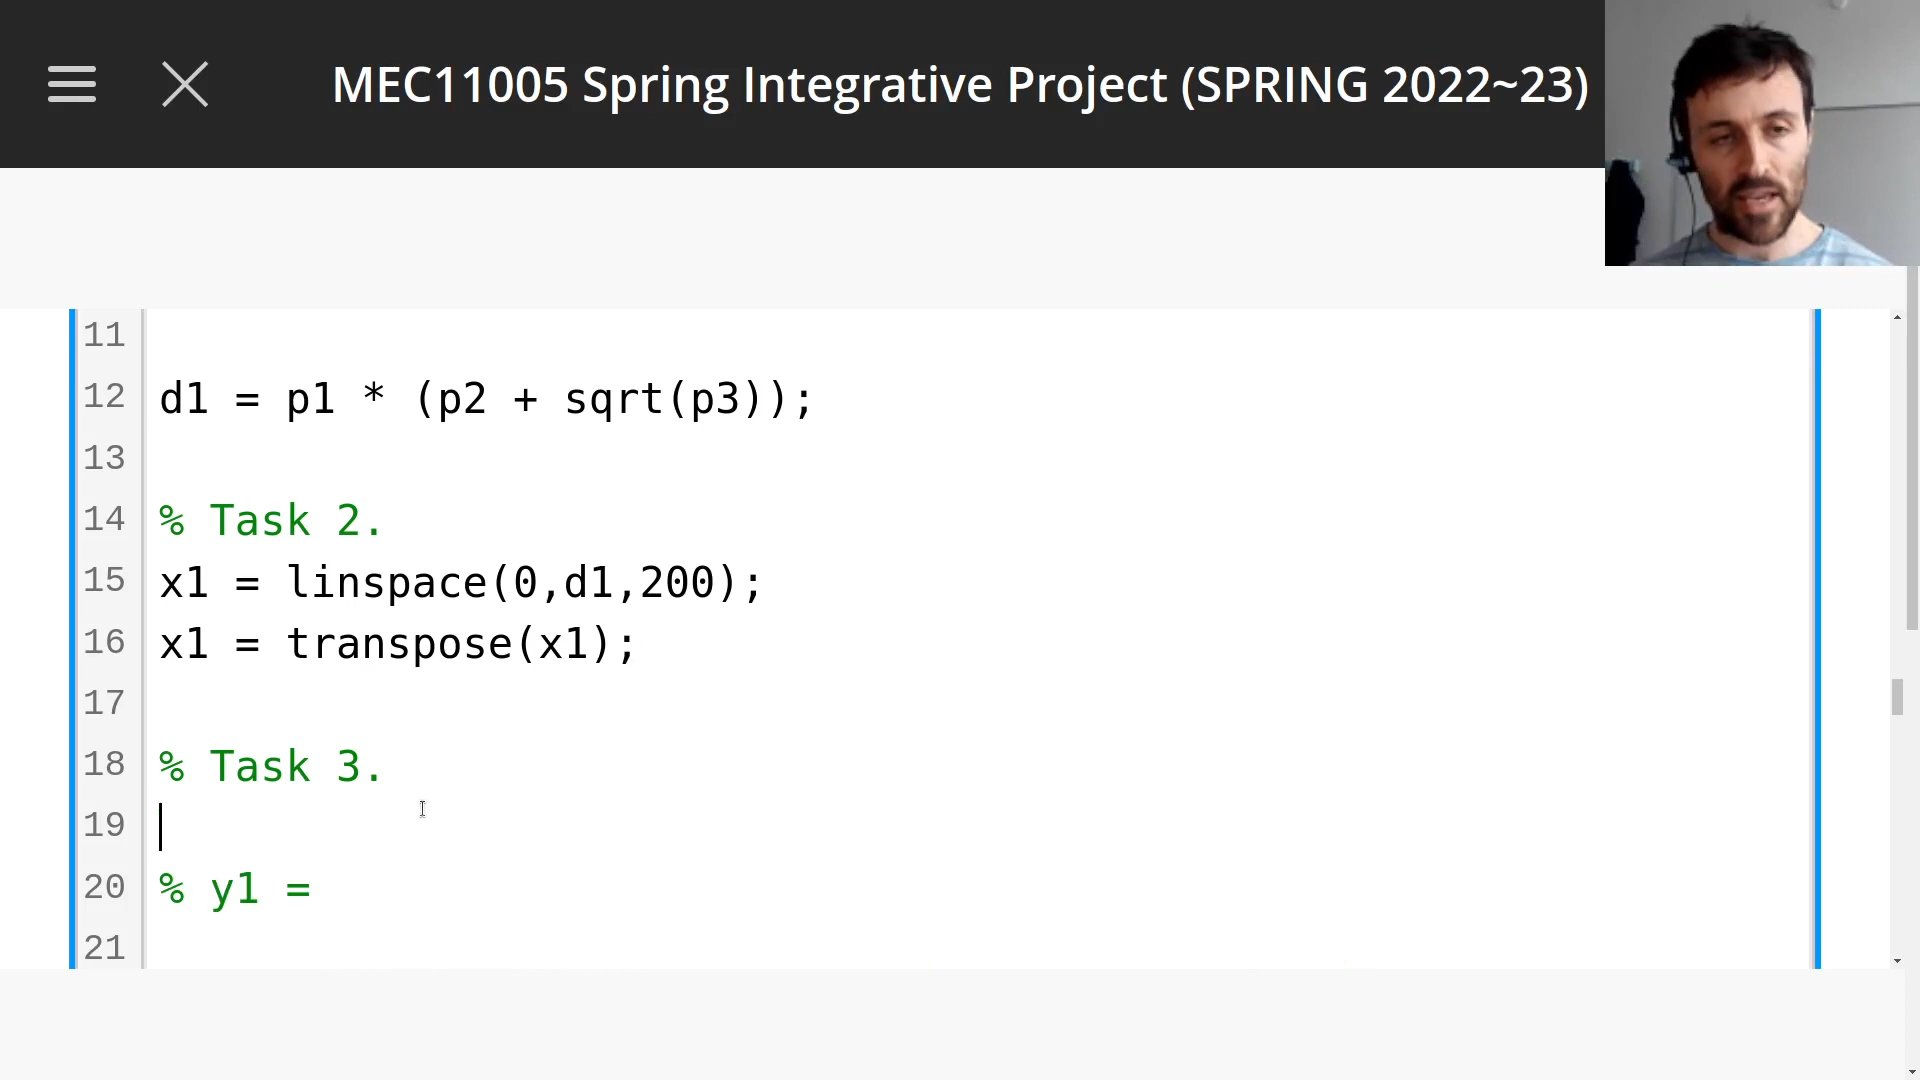 MEC11005 Spring Integrative Project (SPRING 2022~23)
11
12 d1 = p1 * (p2 + sqrt(p3));
13
14 % Task 2.
15 x1 = linspace(0,d1,200);
16 x1 = transpose(x1);
17
18 % Task 3.
19
20 % y1 =
21